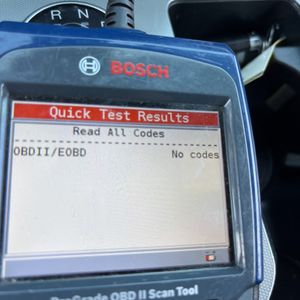 R N
BOSCH
Quick Test Results
Read All Codes
OBDII/EOBD No codes
ProGrade OBD II Scan Tool